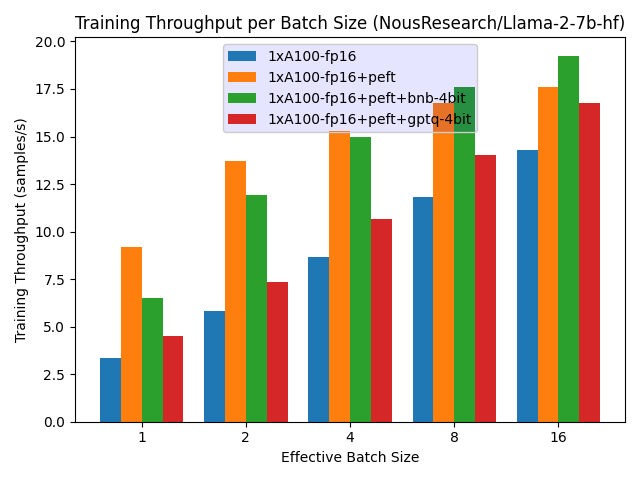 Training Throughput per Batch Size (NousResearch/Llama-2-7b-hf)
1xA100-fp16
1xA100-fp16+peft
1xA100-fp16+peft+bnb-4bit
1xA100-fp16+peft+gptq-4bit
Training Throughput (samples/s)
20.0
17.5
15.0
12.5
10.0
7.5
5.0
2.5
0.0
1 2 4 8 16
Effective Batch Size